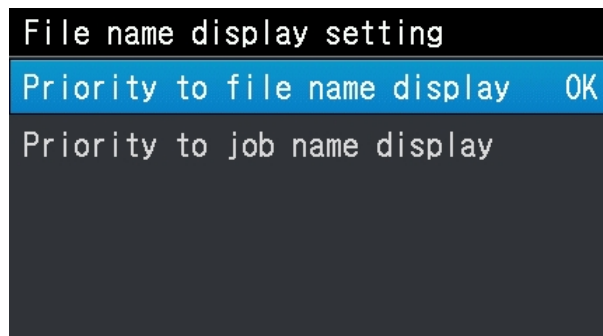 File name display setting
Priority to file name display OK
Priority to job name display